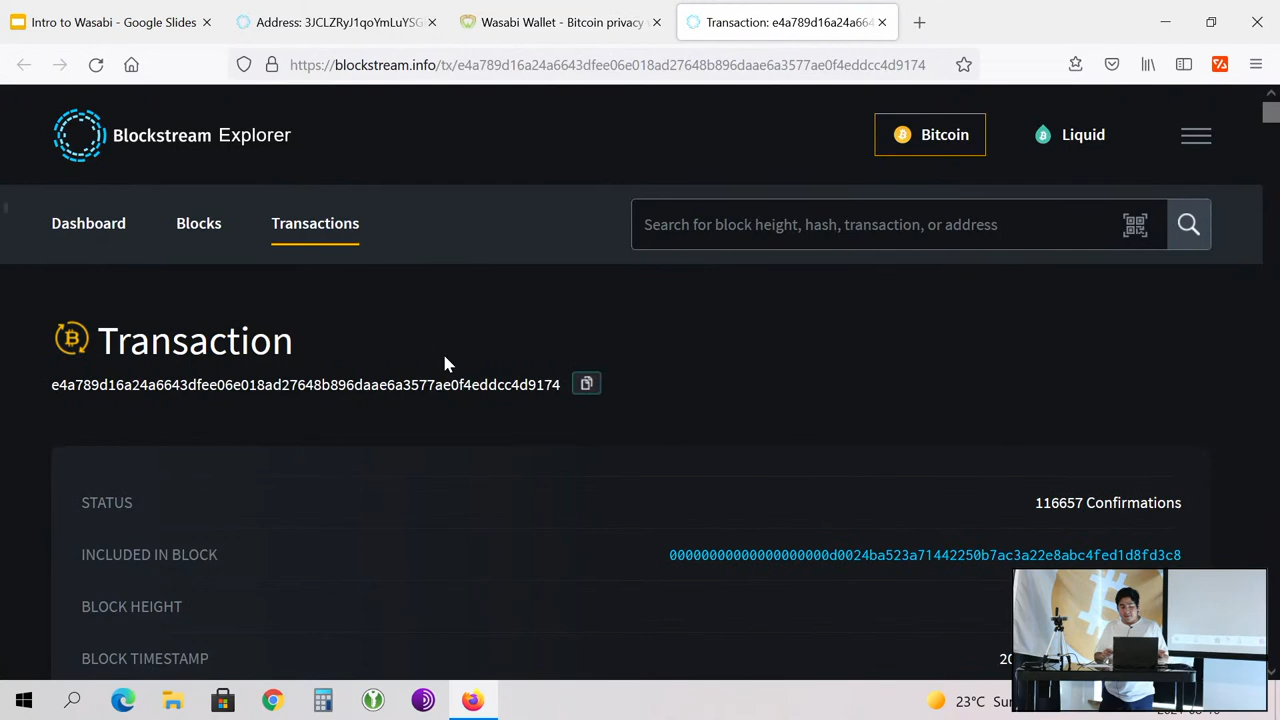 Intro to Wasabi - Google Slides
Address: 3JCLZRyJ1qoYmLuYSG
Wasabi Wallet - Bitcoin privacy
Transaction: e4a789d16a24a664
https://blockstream.info/tx/e4a789d16a24a6643dfee06e018ad27648b896daae6a3577ae0f4eddcc4d9174
Blockstream Explorer
Bitcoin
Liquid
Dashboard
Blocks
Transactions
Search for block height, hash, transaction, or address
Transaction
e4a789d16a24a6643dfee06e018ad27648b896daae6a3577ae0f4eddcc4d9174
STATUS
116657 Confirmations
INCLUDED IN BLOCK
00000000000000000000d0024ba523a71442250b7ac3a22e8abc4fed1d8fd3c8
BLOCK HEIGHT
BLOCK TIMESTAMP
20
23°C